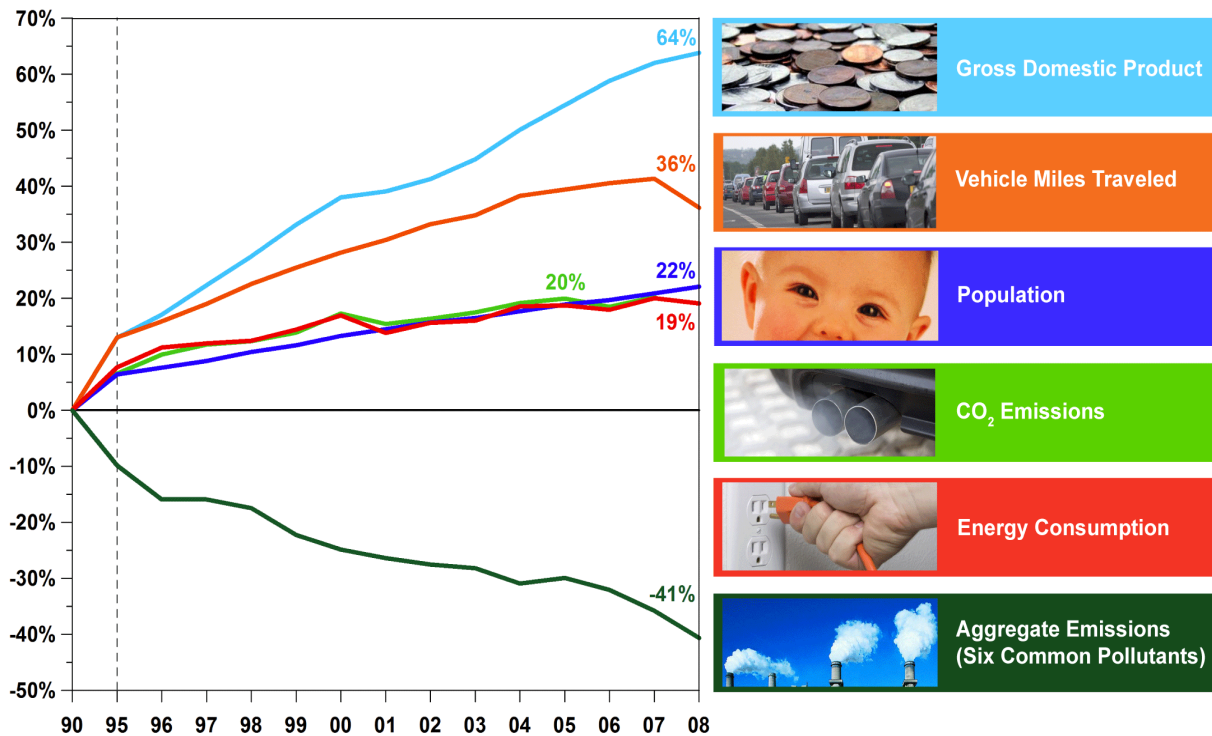 70%
60%
50%
40%
30%
20%
10%
0%
-10%
-20%
-30%
-40%
-50%
90 95 96 97 98 99 00 01 02 03 04 05 06 07 08
64%
36%
22%
20%
19%
-41%
Gross Domestic Product
Vehicle Miles Traveled
Population
CO₂ Emissions
Energy Consumption
Aggregate Emissions
(Six Common Pollutants)